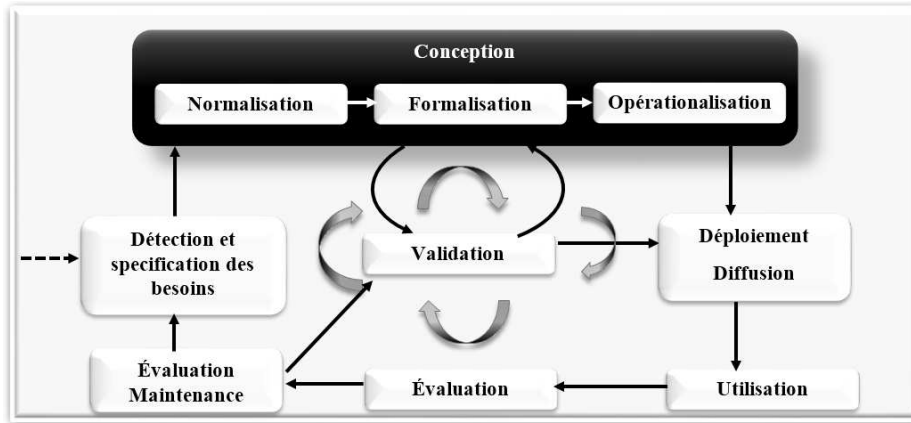 Conception
Normalisation
Formalisation
Opérationalisation
Détection et
specification des
besoins
Validation
Déploiement
Diffusion
Évaluation
Maintenance
Évaluation
Utilisation